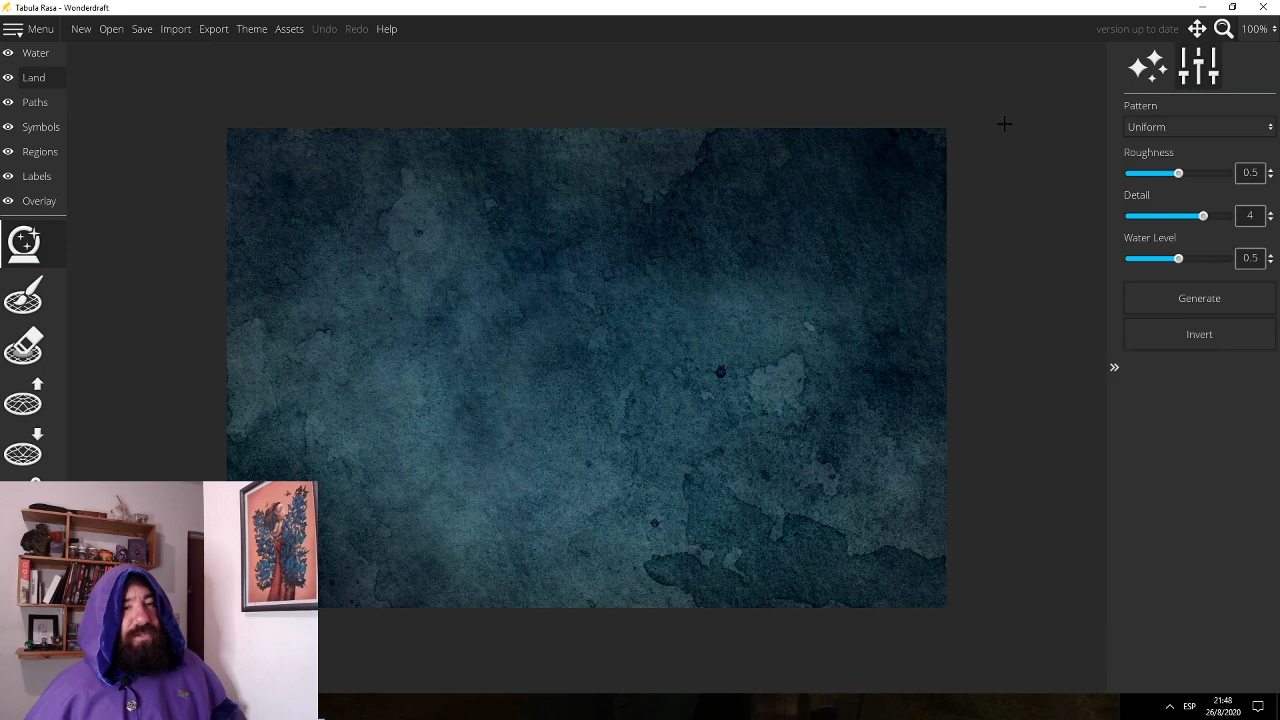 Tabula Rasa - Wonderdraft
Menu New Open Save Import Export Theme Assets Undo Redo Help version up to date 100%
Water
Land
Paths
Symbols
Regions
Labels
Overlay
Pattern
Uniform
Roughness
0.5
Detail
4
Water Level
0.5
Generate
Invert
21:48
ESP
26/8/2020